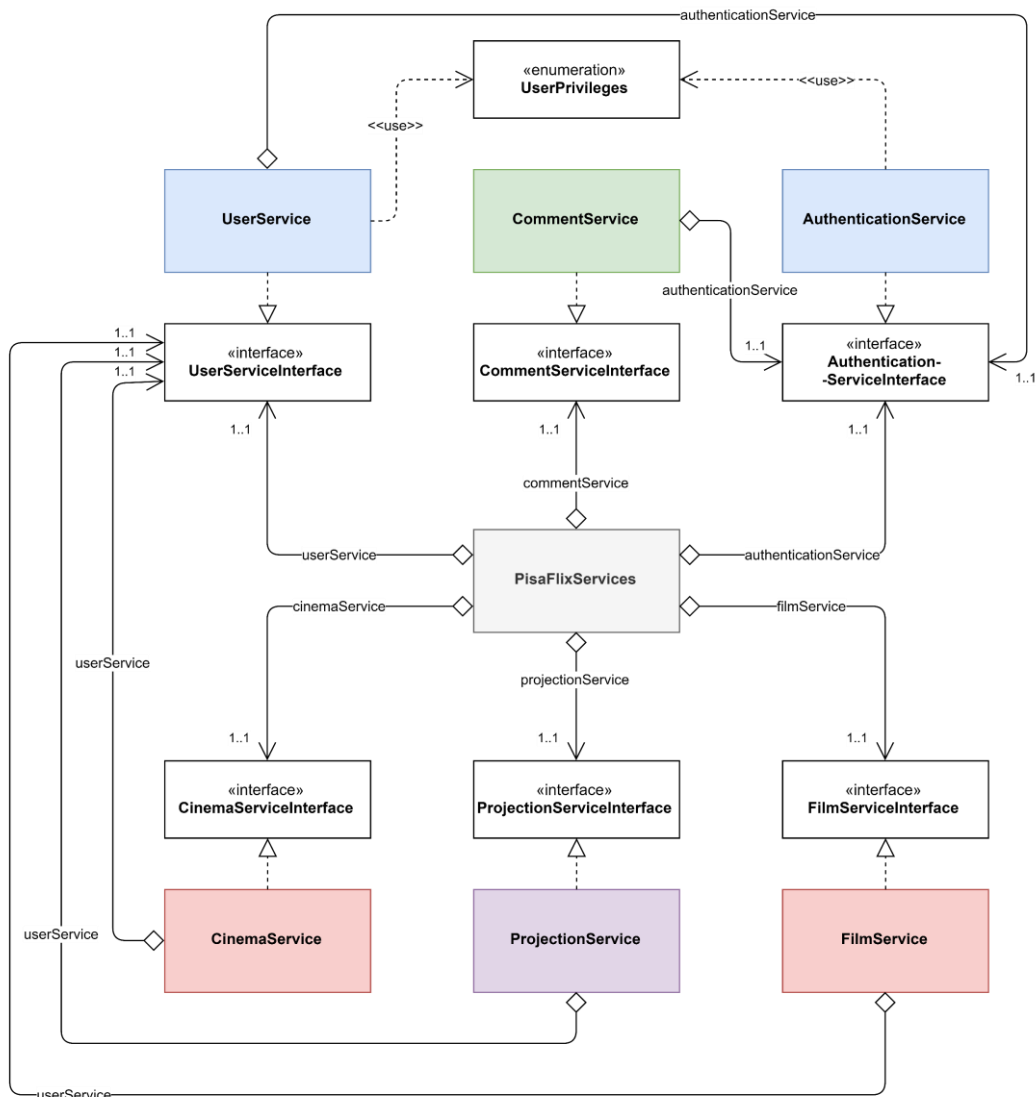 authenticationService
«enumeration»
UserPrivileges
<<use>>
<<use>>
UserService
CommentService
AuthenticationService
authenticationService
1..1
1..1
1..1
«interface»
UserServiceInterface
«interface»
CommentServiceInterface
1..1
«interface»
Authentication-
-ServiceInterface
1..1
1..1
1..1
1..1
commentService
userService
authenticationService
PisaFlixServices
cinemaService
filmService
userService
projectionService
1..1
1..1
1..1
«interface»
CinemaServiceInterface
«interface»
ProjectionServiceInterface
«interface»
FilmServiceInterface
userService
CinemaService
ProjectionService
FilmService
userService